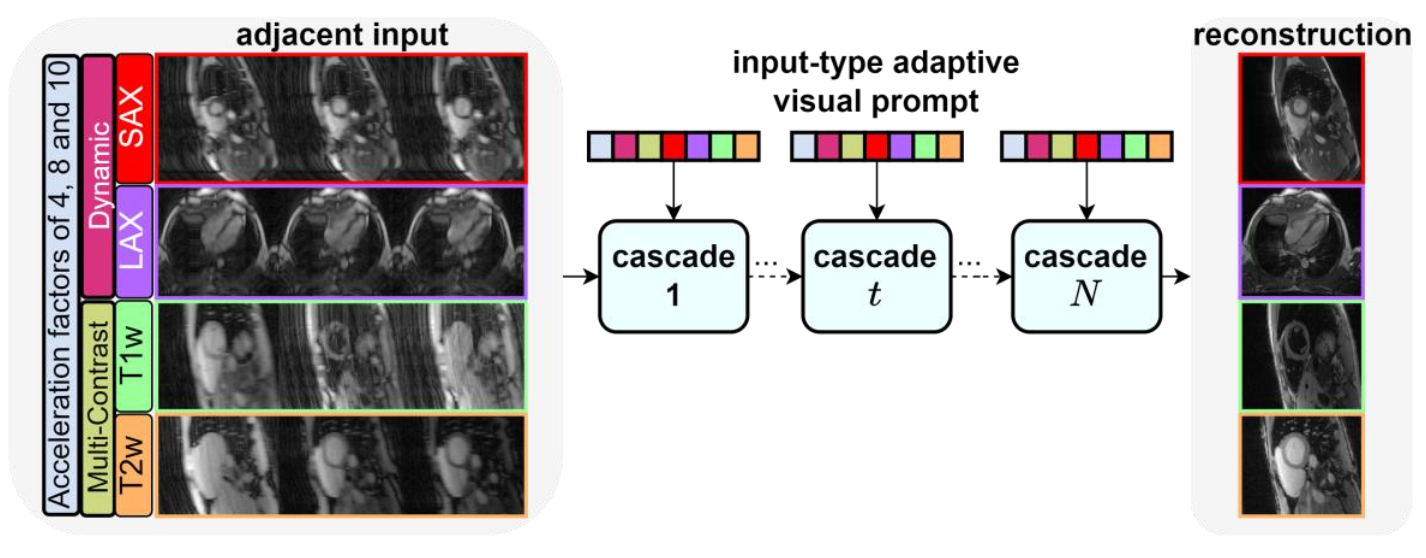 adjacent input
reconstruction
input-type adaptive
visual prompt
Acceleration factors of 4, 8 and 10
Dynamic
SAX
LAX
Multi-Contrast
T1w
T2w
cascade
1
...
cascade
t
...
cascade
N